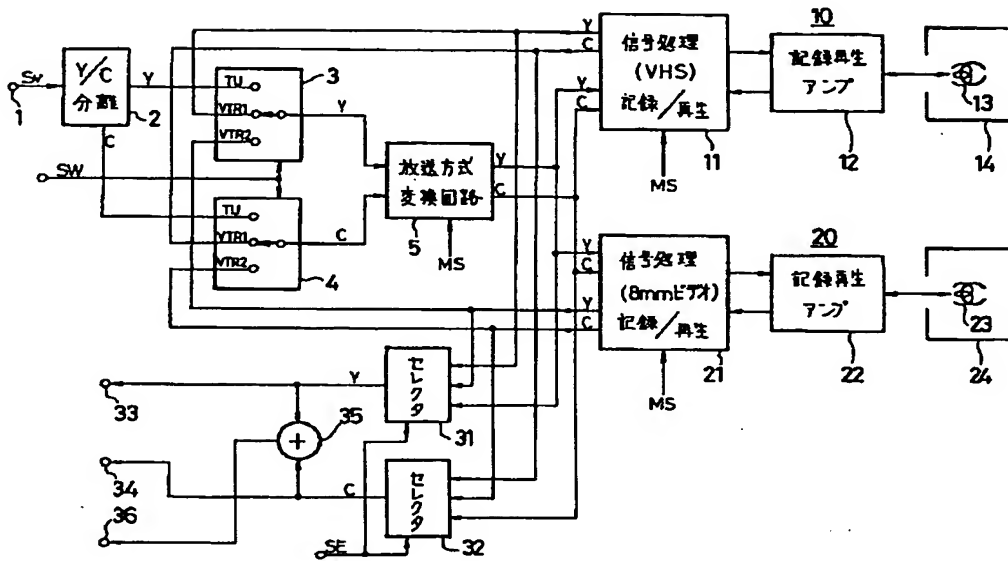 Sv
1
Y/C
分離
2
Y
C
SW
TU
VTR1
VTR2
3
Y
TU
VTR1
VTR2
4
C
放送方式
変換回路
5
MS
Y
C
Y
C
Y
C
信号処理
(VHS)
記録/再生
11
MS
10
記録再生
アンプ
12
13
14
Y
C
Y
C
信号処理
(8mmビデオ)
記録/再生
21
MS
20
記録再生
アンプ
22
23
24
33
34
36
35
+
Y
C
セレクタ
31
セレクタ
32
SE